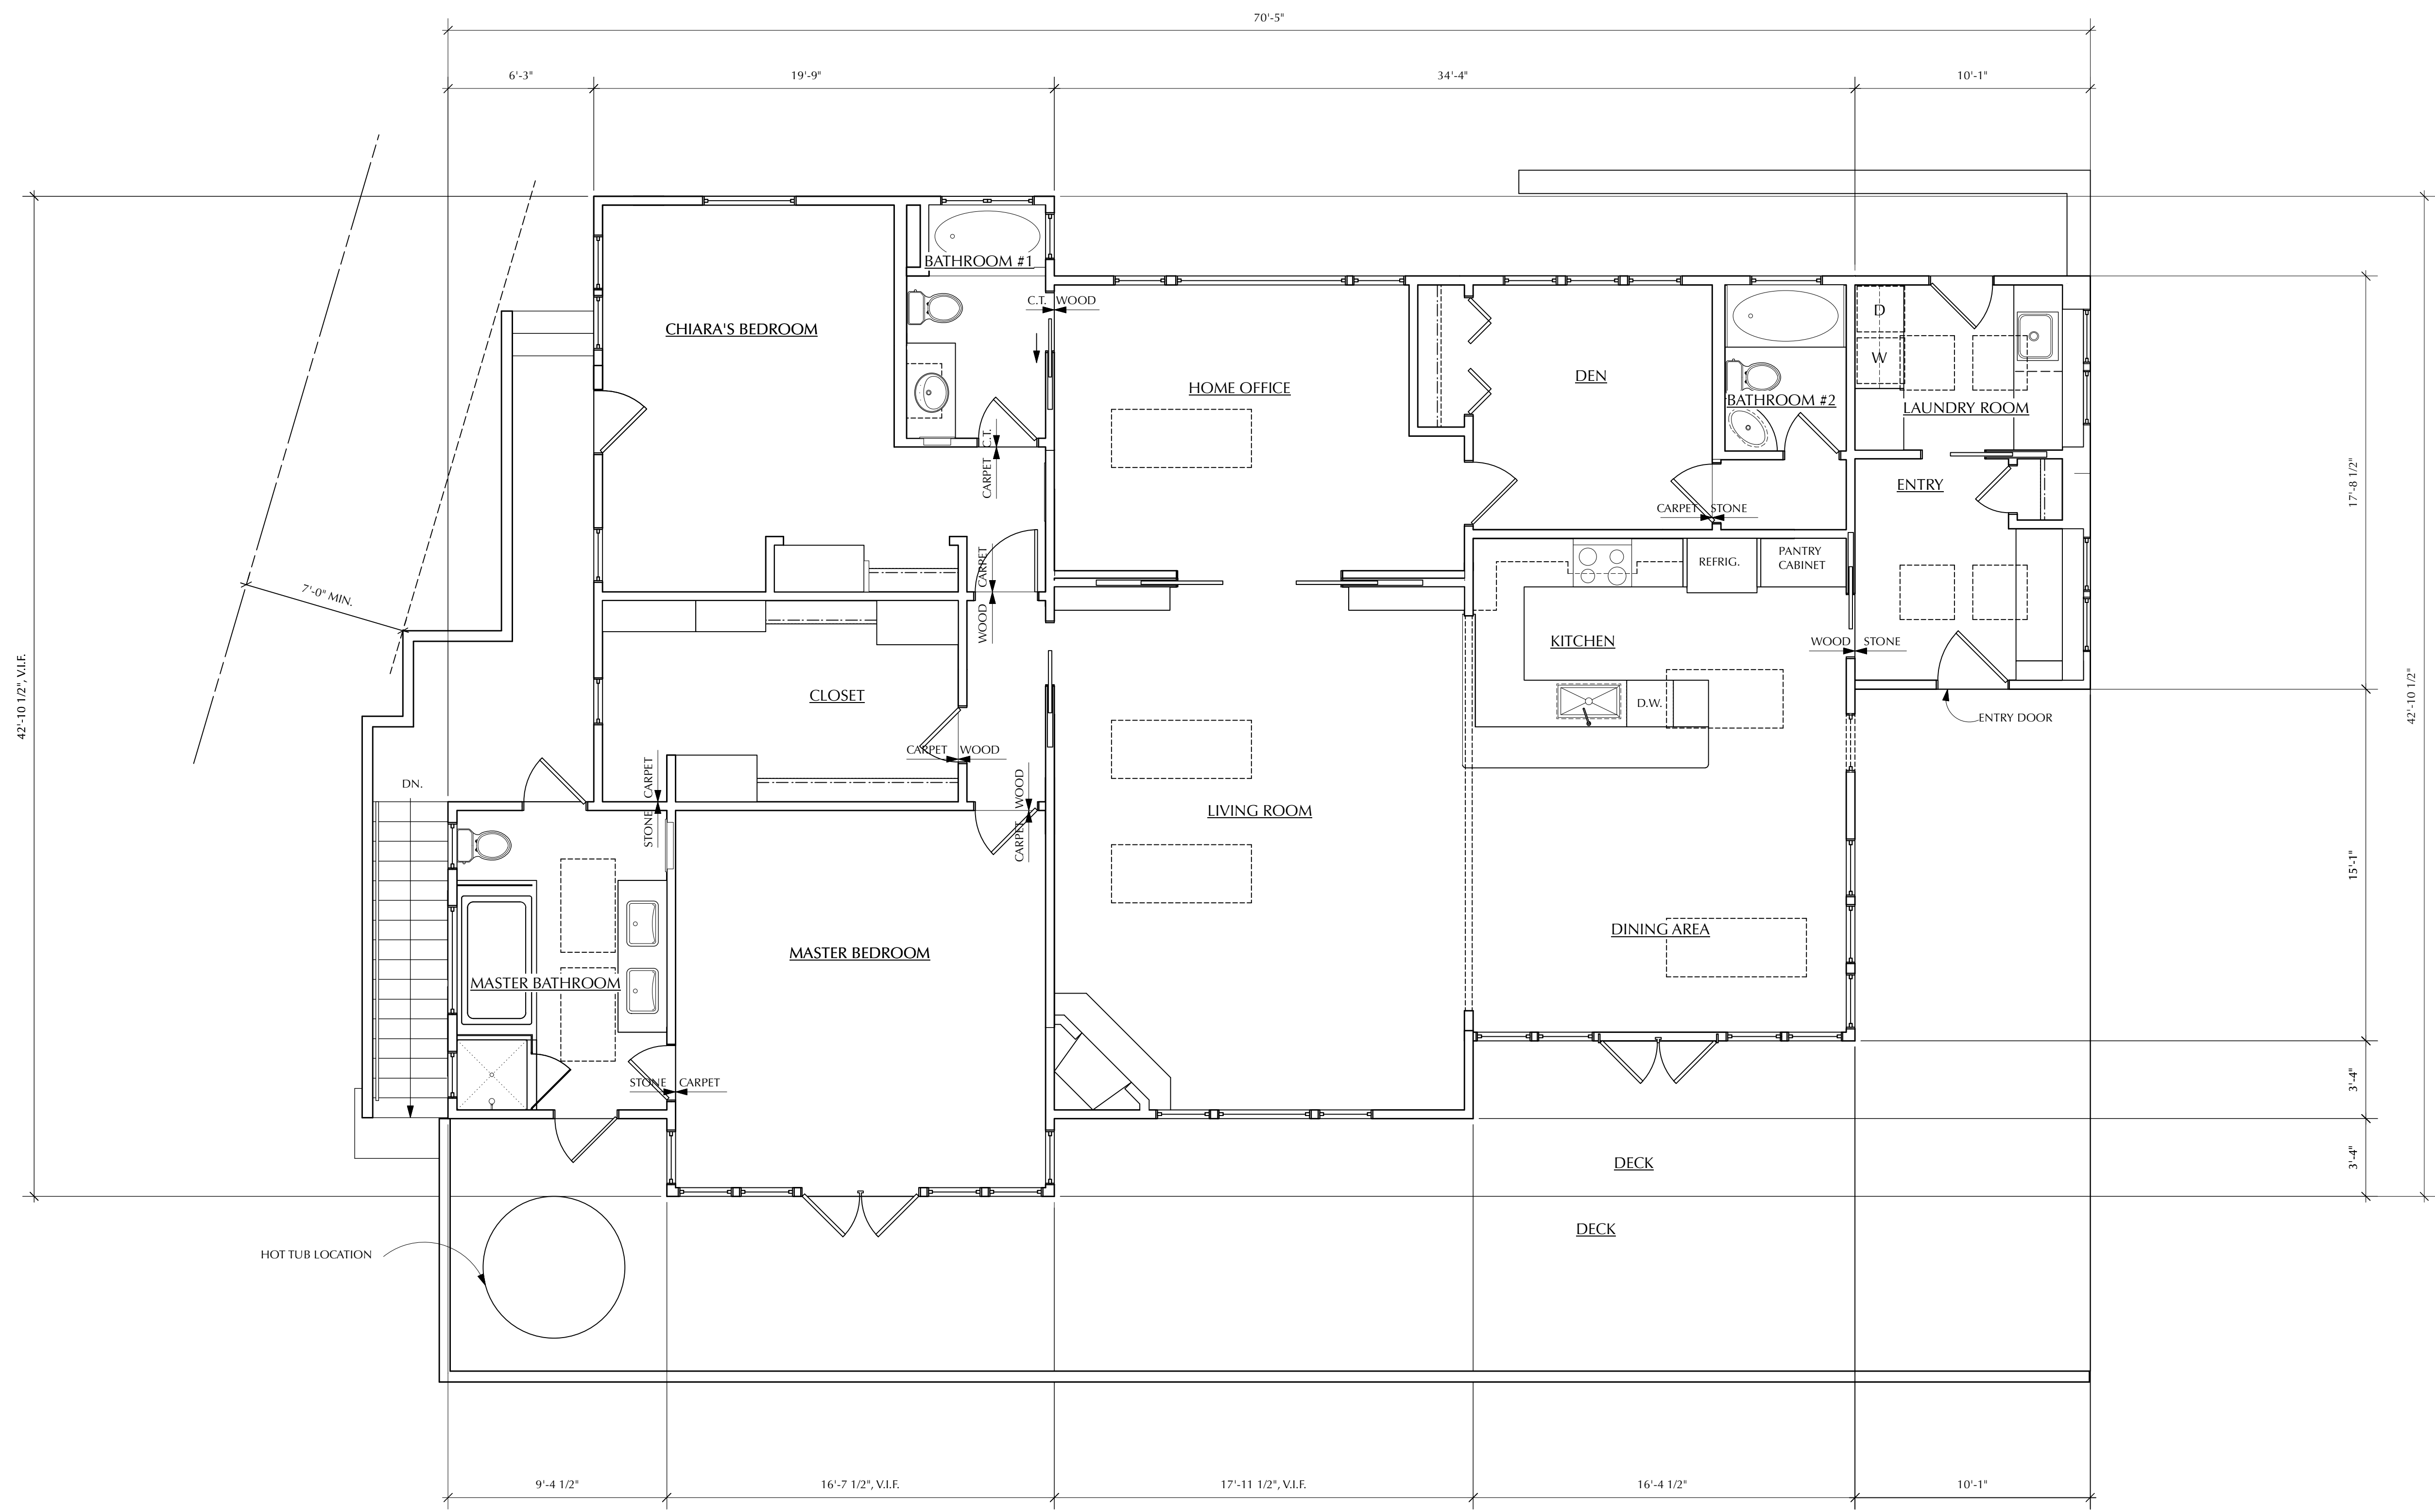 70'-5"
6'-3"
19'-9"
34'-4"
10'-1"
BATHROOM #1
C.T. WOOD
D
CHIARA'S BEDROOM
W
DEN
HOME OFFICE
BATHROOM #2
LAUNDRY ROOM
C.T.
CARPET
ENTRY
17'-8 1/2"
CARPET STONE
CARPET
WOOD
REFRIG.
PANTRY
CABINET
7'-0" MIN.
KITCHEN
WOOD STONE
42'-10 1/2", V.I.F.
42'-10 1/2"
CLOSET
D.W.
ENTRY DOOR
CARPET WOOD
DN.
CARPET
STONE
WOOD
CARPET
LIVING ROOM
15'-1"
DINING AREA
MASTER BEDROOM
MASTER BATHROOM
STONE CARPET
3'-4"
DECK
3'-4"
DECK
HOT TUB LOCATION
9'-4 1/2"
16'-7 1/2", V.I.F.
17'-11 1/2", V.I.F.
16'-4 1/2"
10'-1"